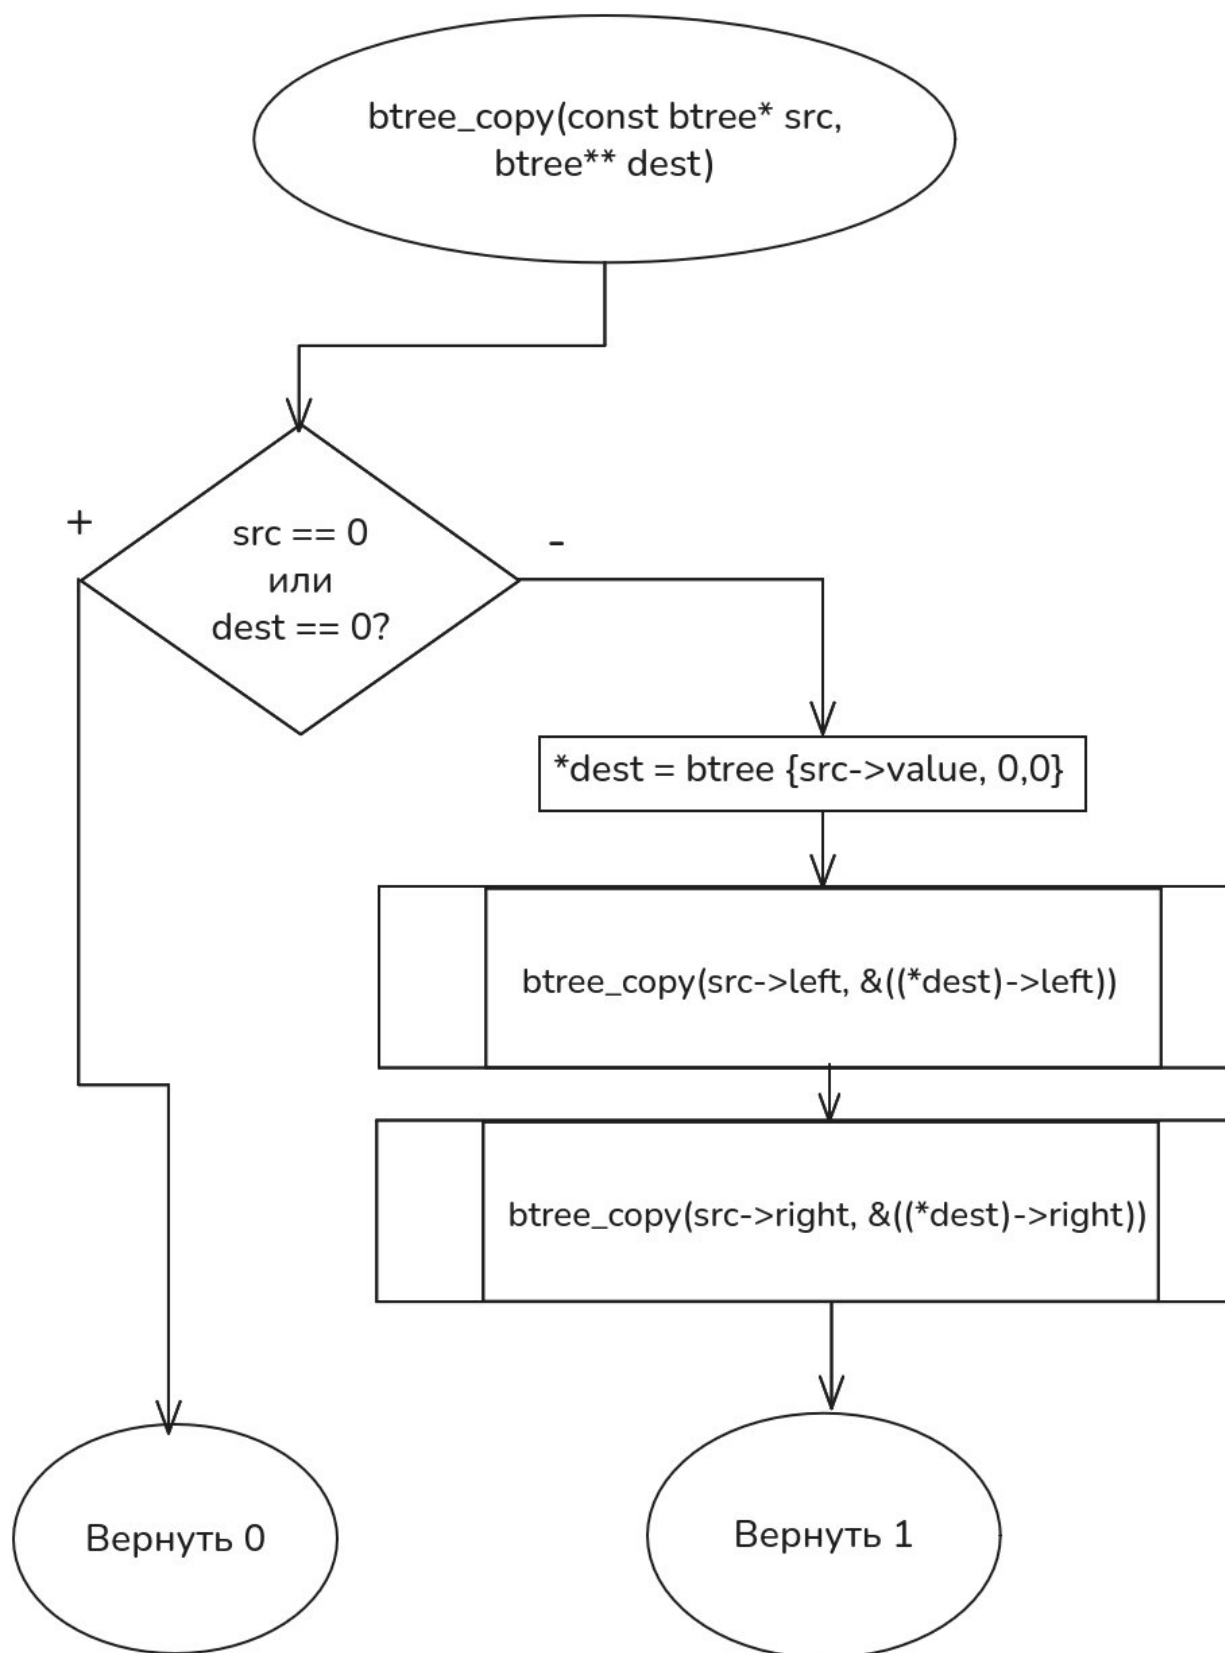 btree_copy(const btree* src,
btree** dest)
+
src == 0
или
dest == 0?
-
*dest = btree {src->value, 0,0}
btree_copy(src->left, &((*dest)->left))
btree_copy(src->right, &((*dest)->right))
Вернуть 0
Вернуть 1